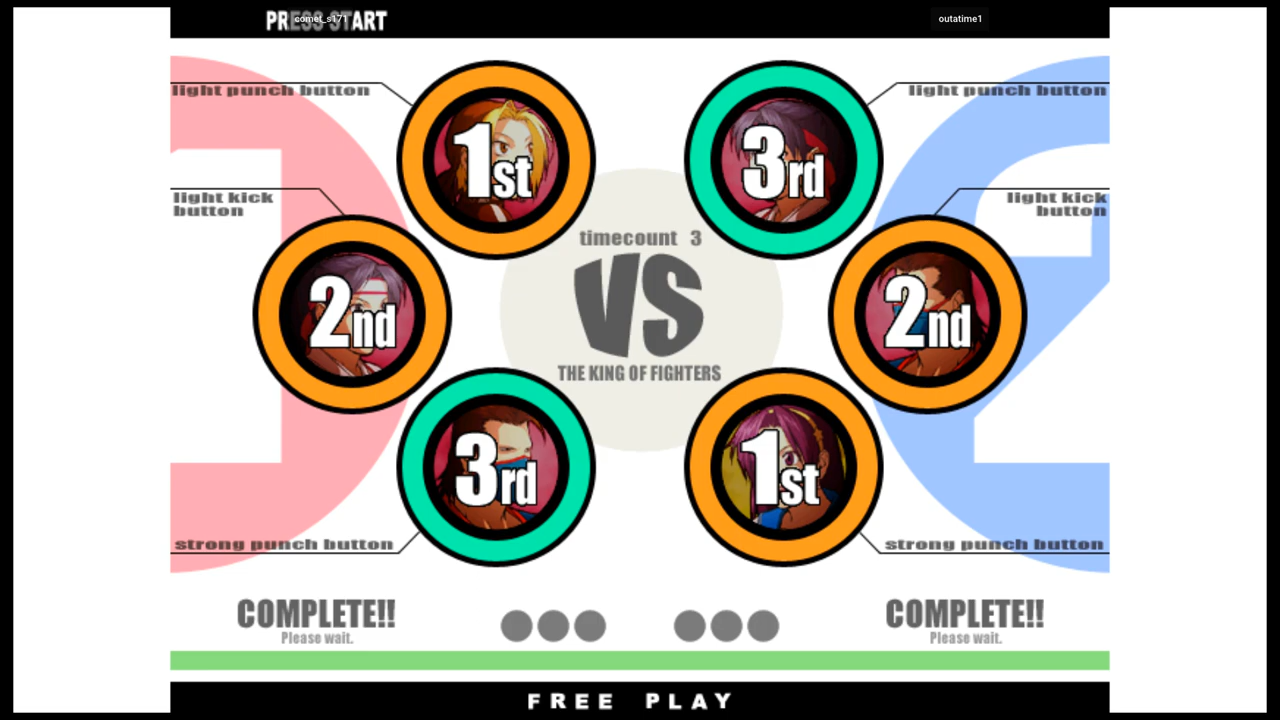 PRESS START
comet_s171
outatime1
light punch button
light punch button
1st
3rd
light kick
button
light kick
button
timecount 3
VS
THE KING OF FIGHTERS
2nd
2nd
3rd
1st
strong punch button
strong punch button
COMPLETE!!
Please wait.
COMPLETE!!
Please wait.
FREE PLAY